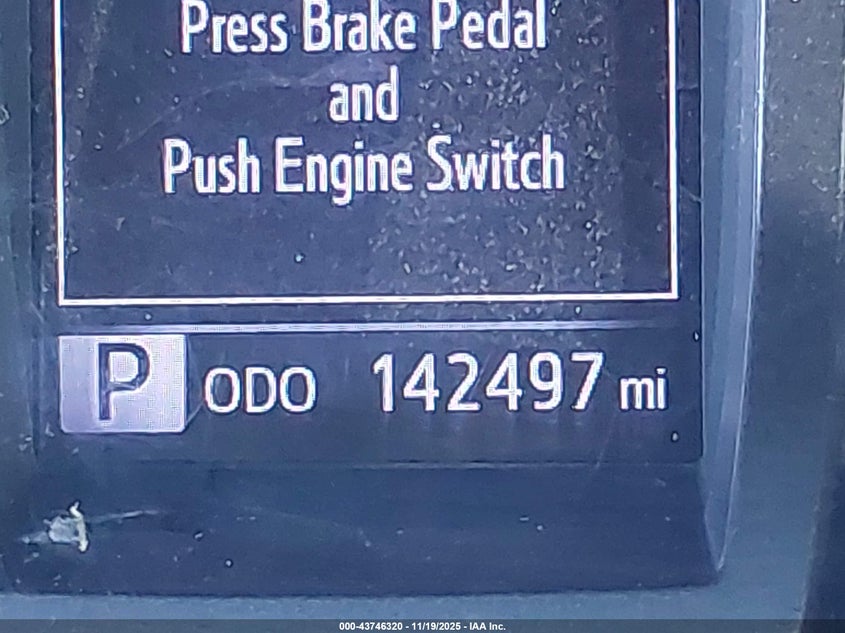 Press Brake Pedal
and
Push Engine Switch
P ODO 142497 mi
000-43746320 - 11/19/2025 - IAA Inc.